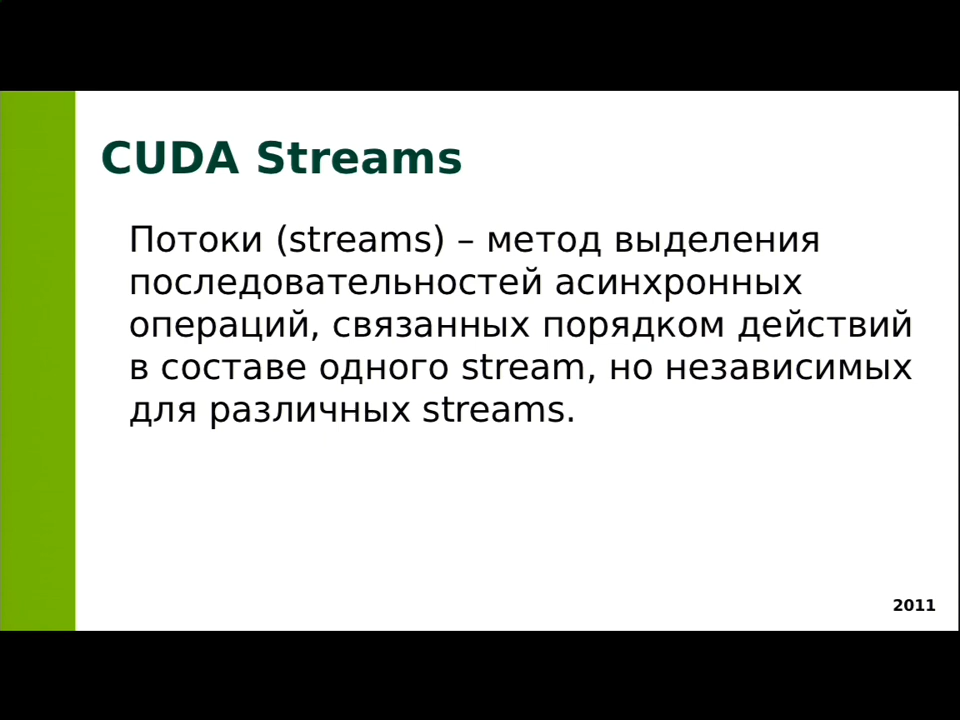 CUDA Streams
Потоки (streams) – метод выделения
последовательностей асинхронных
операций, связанных порядком действий
в составе одного stream, но независимых
для различных streams.
2011